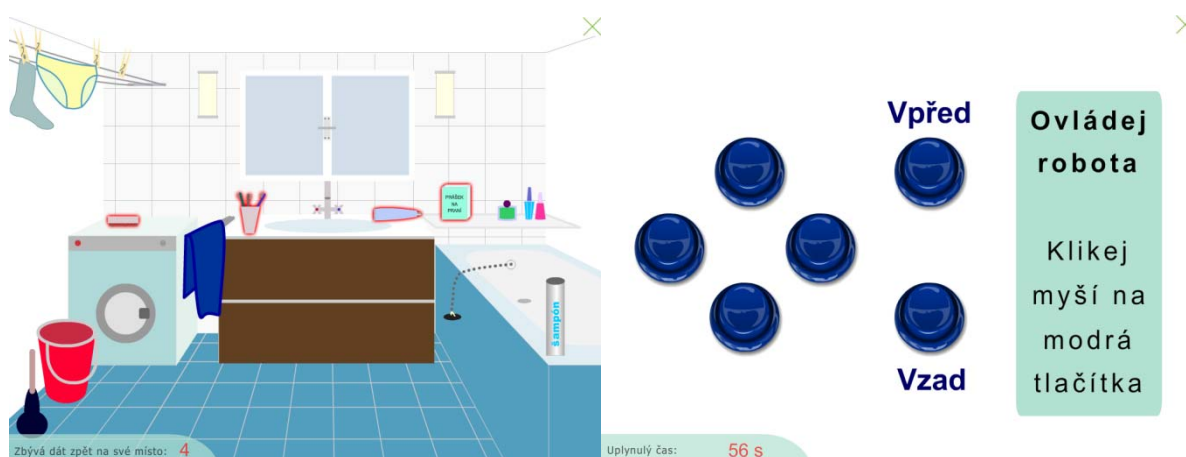 PRÁŠEK
NA
PRANÍ
šampón
Zbývá dát zpět na své místo: 4
Vpřed
Vzad
Ovládej
robota
Klikej
myší na
modrá
tlačítka
Uplynulý čas: 56 s